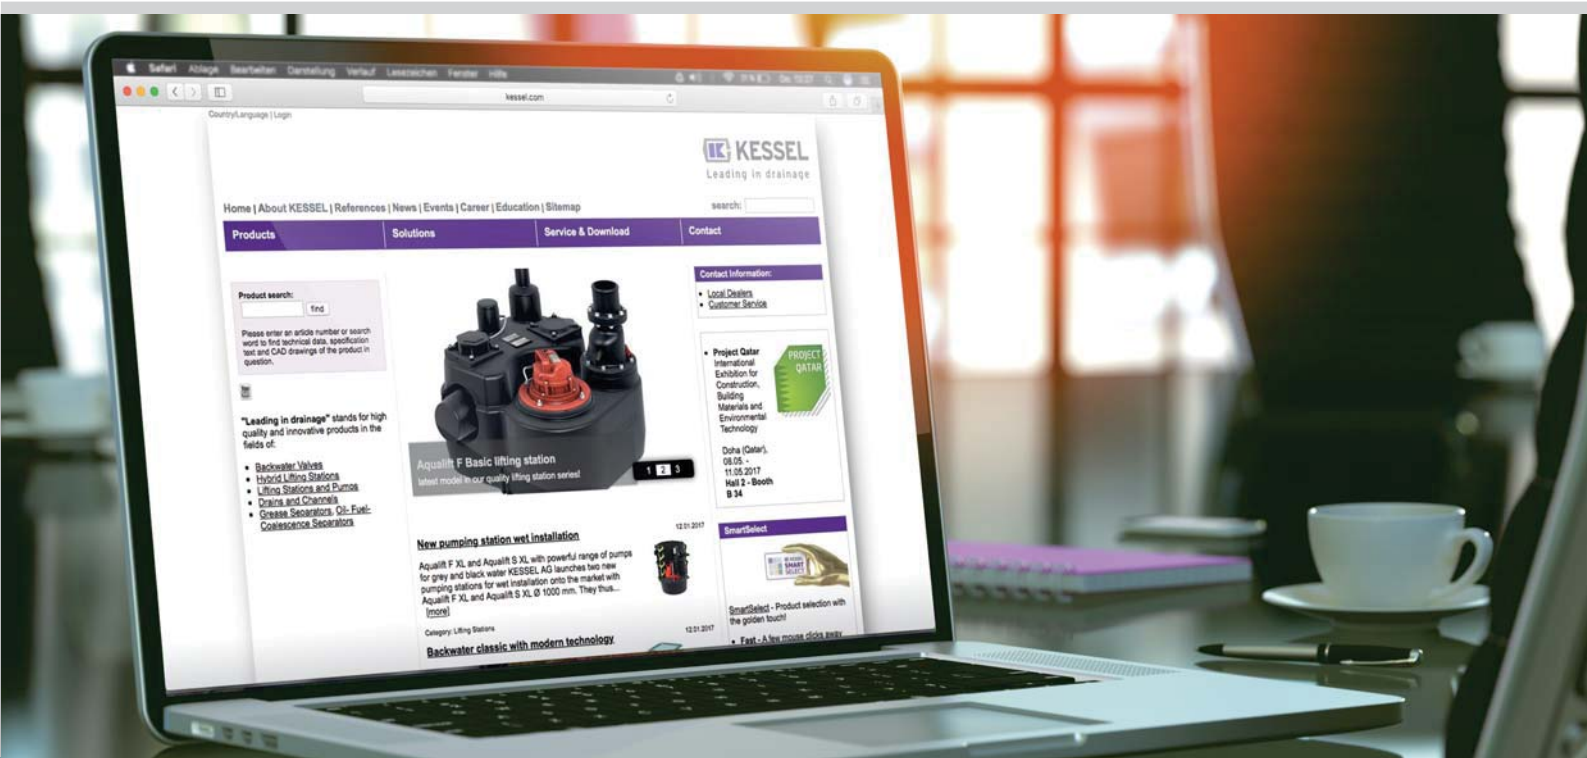 Safari Ablage Bearbeiten Darstellung Verlauf Lesezeichen Fenster Hilfe
kessel.com
Country/Language | Login
KESSEL
Leading in drainage
Home | About KESSEL | References | News | Events | Career | Education | Sitemap
search:
Products Solutions Service & Download Contact
Product search:
find
Please enter an article number or search
word to find technical data, specification
text and CAD drawings of the product in
question.
"Leading in drainage" stands for high
quality and innovative products in the
fields of:
• Backwater Valves
• Hybrid Lifting Stations
• Lifting Stations and Pumps
• Drains and Channels
• Grease Separators, Oil- Fuel-
Coalescence Separators
Aqualift F Basic lifting station
latest model in our quality lifting station series!
1 2 3
12.01.2017
New pumping station wet installation
Aqualift F XL and Aqualift S XL with powerful range of pumps
for grey and black water KESSEL AG launches two new
pumping stations for wet installation onto the market with
Aqualift F XL and Aqualift S XL Ø 1000 mm. They thus...
[more]
Category: Lifting Stations
12.01.2017
Backwater classic with modern technology
Contact Information:
• Local Dealers
• Customer Service
• Project Qatar
International
Exhibition for
Construction,
Building
Materials and
Environmental
Technology
Doha (Qatar),
08.05. -
11.05.2017
Hall 2 - Booth
B 34
PROJECT
QATAR
SmartSelect
SMART
SELECT
SmartSelect - Product selection with
the golden touch!
• Fast - A few mouse clicks away